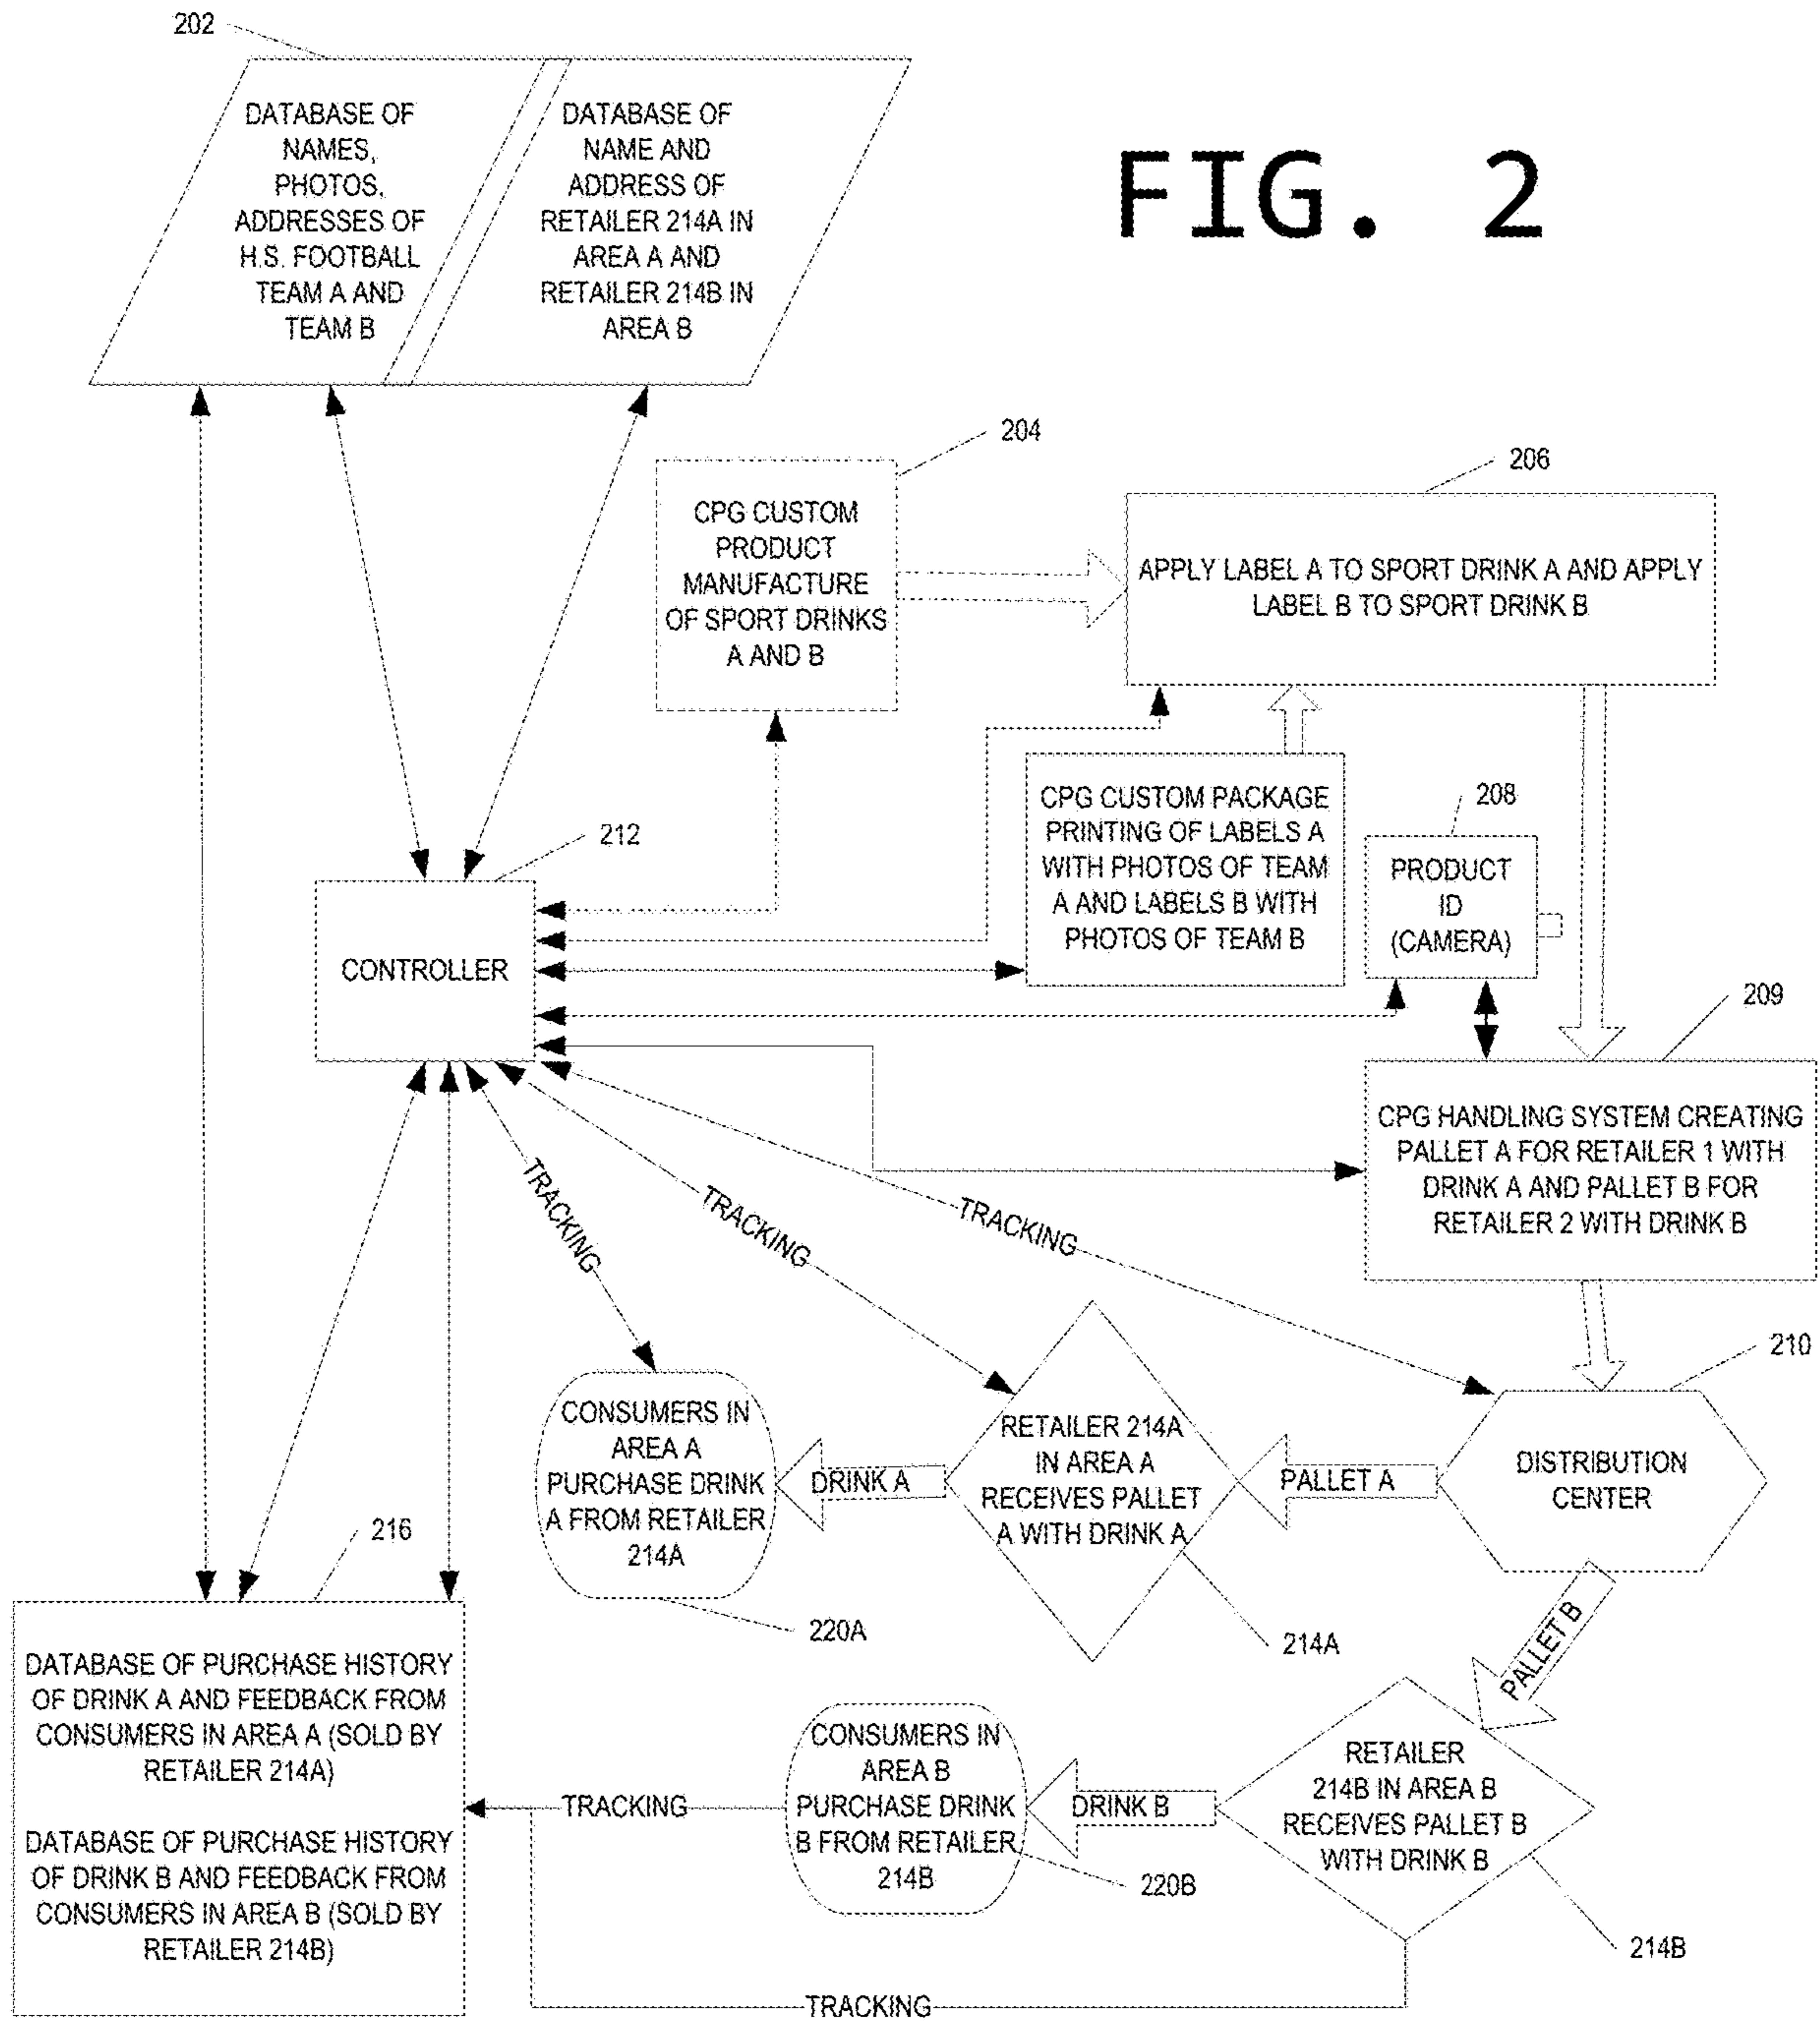 202
DATABASE OF
NAMES,
PHOTOS,
ADDRESSES OF
H.S. FOOTBALL
TEAM A AND
TEAM B
DATABASE OF
NAME AND
ADDRESS OF
RETAILER 214A IN
AREA A AND
RETAILER 214B IN
AREA B
FIG. 2
204
CPG CUSTOM
PRODUCT
MANUFACTURE
OF SPORT DRINKS
A AND B
206
APPLY LABEL A TO SPORT DRINK A AND APPLY
LABEL B TO SPORT DRINK B
CPG CUSTOM PACKAGE
PRINTING OF LABELS A
WITH PHOTOS OF TEAM
A AND LABELS B WITH
PHOTOS OF TEAM B
208
PRODUCT
ID
(CAMERA)
212
CONTROLLER
209
CPG HANDLING SYSTEM CREATING
PALLET A FOR RETAILER 1 WITH
DRINK A AND PALLET B FOR
RETAILER 2 WITH DRINK B
TRACKING
TRACKING
TRACKING
210
DISTRIBUTION
CENTER
PALLET A
RETAILER 214A
IN AREA A
RECEIVES PALLET
A WITH DRINK A
214A
DRINK A
CONSUMERS IN
AREA A
PURCHASE DRINK
A FROM RETAILER
214A
220A
PALLET B
RETAILER
214B IN AREA B
RECEIVES PALLET B
WITH DRINK B
214B
DRINK B
CONSUMERS IN
AREA B
PURCHASE DRINK
B FROM RETAILER
214B
220B
TRACKING
TRACKING
216
DATABASE OF PURCHASE HISTORY
OF DRINK A AND FEEDBACK FROM
CONSUMERS IN AREA A (SOLD BY
RETAILER 214A)
DATABASE OF PURCHASE HISTORY
OF DRINK B AND FEEDBACK FROM
CONSUMERS IN AREA B (SOLD BY
RETAILER 214B)